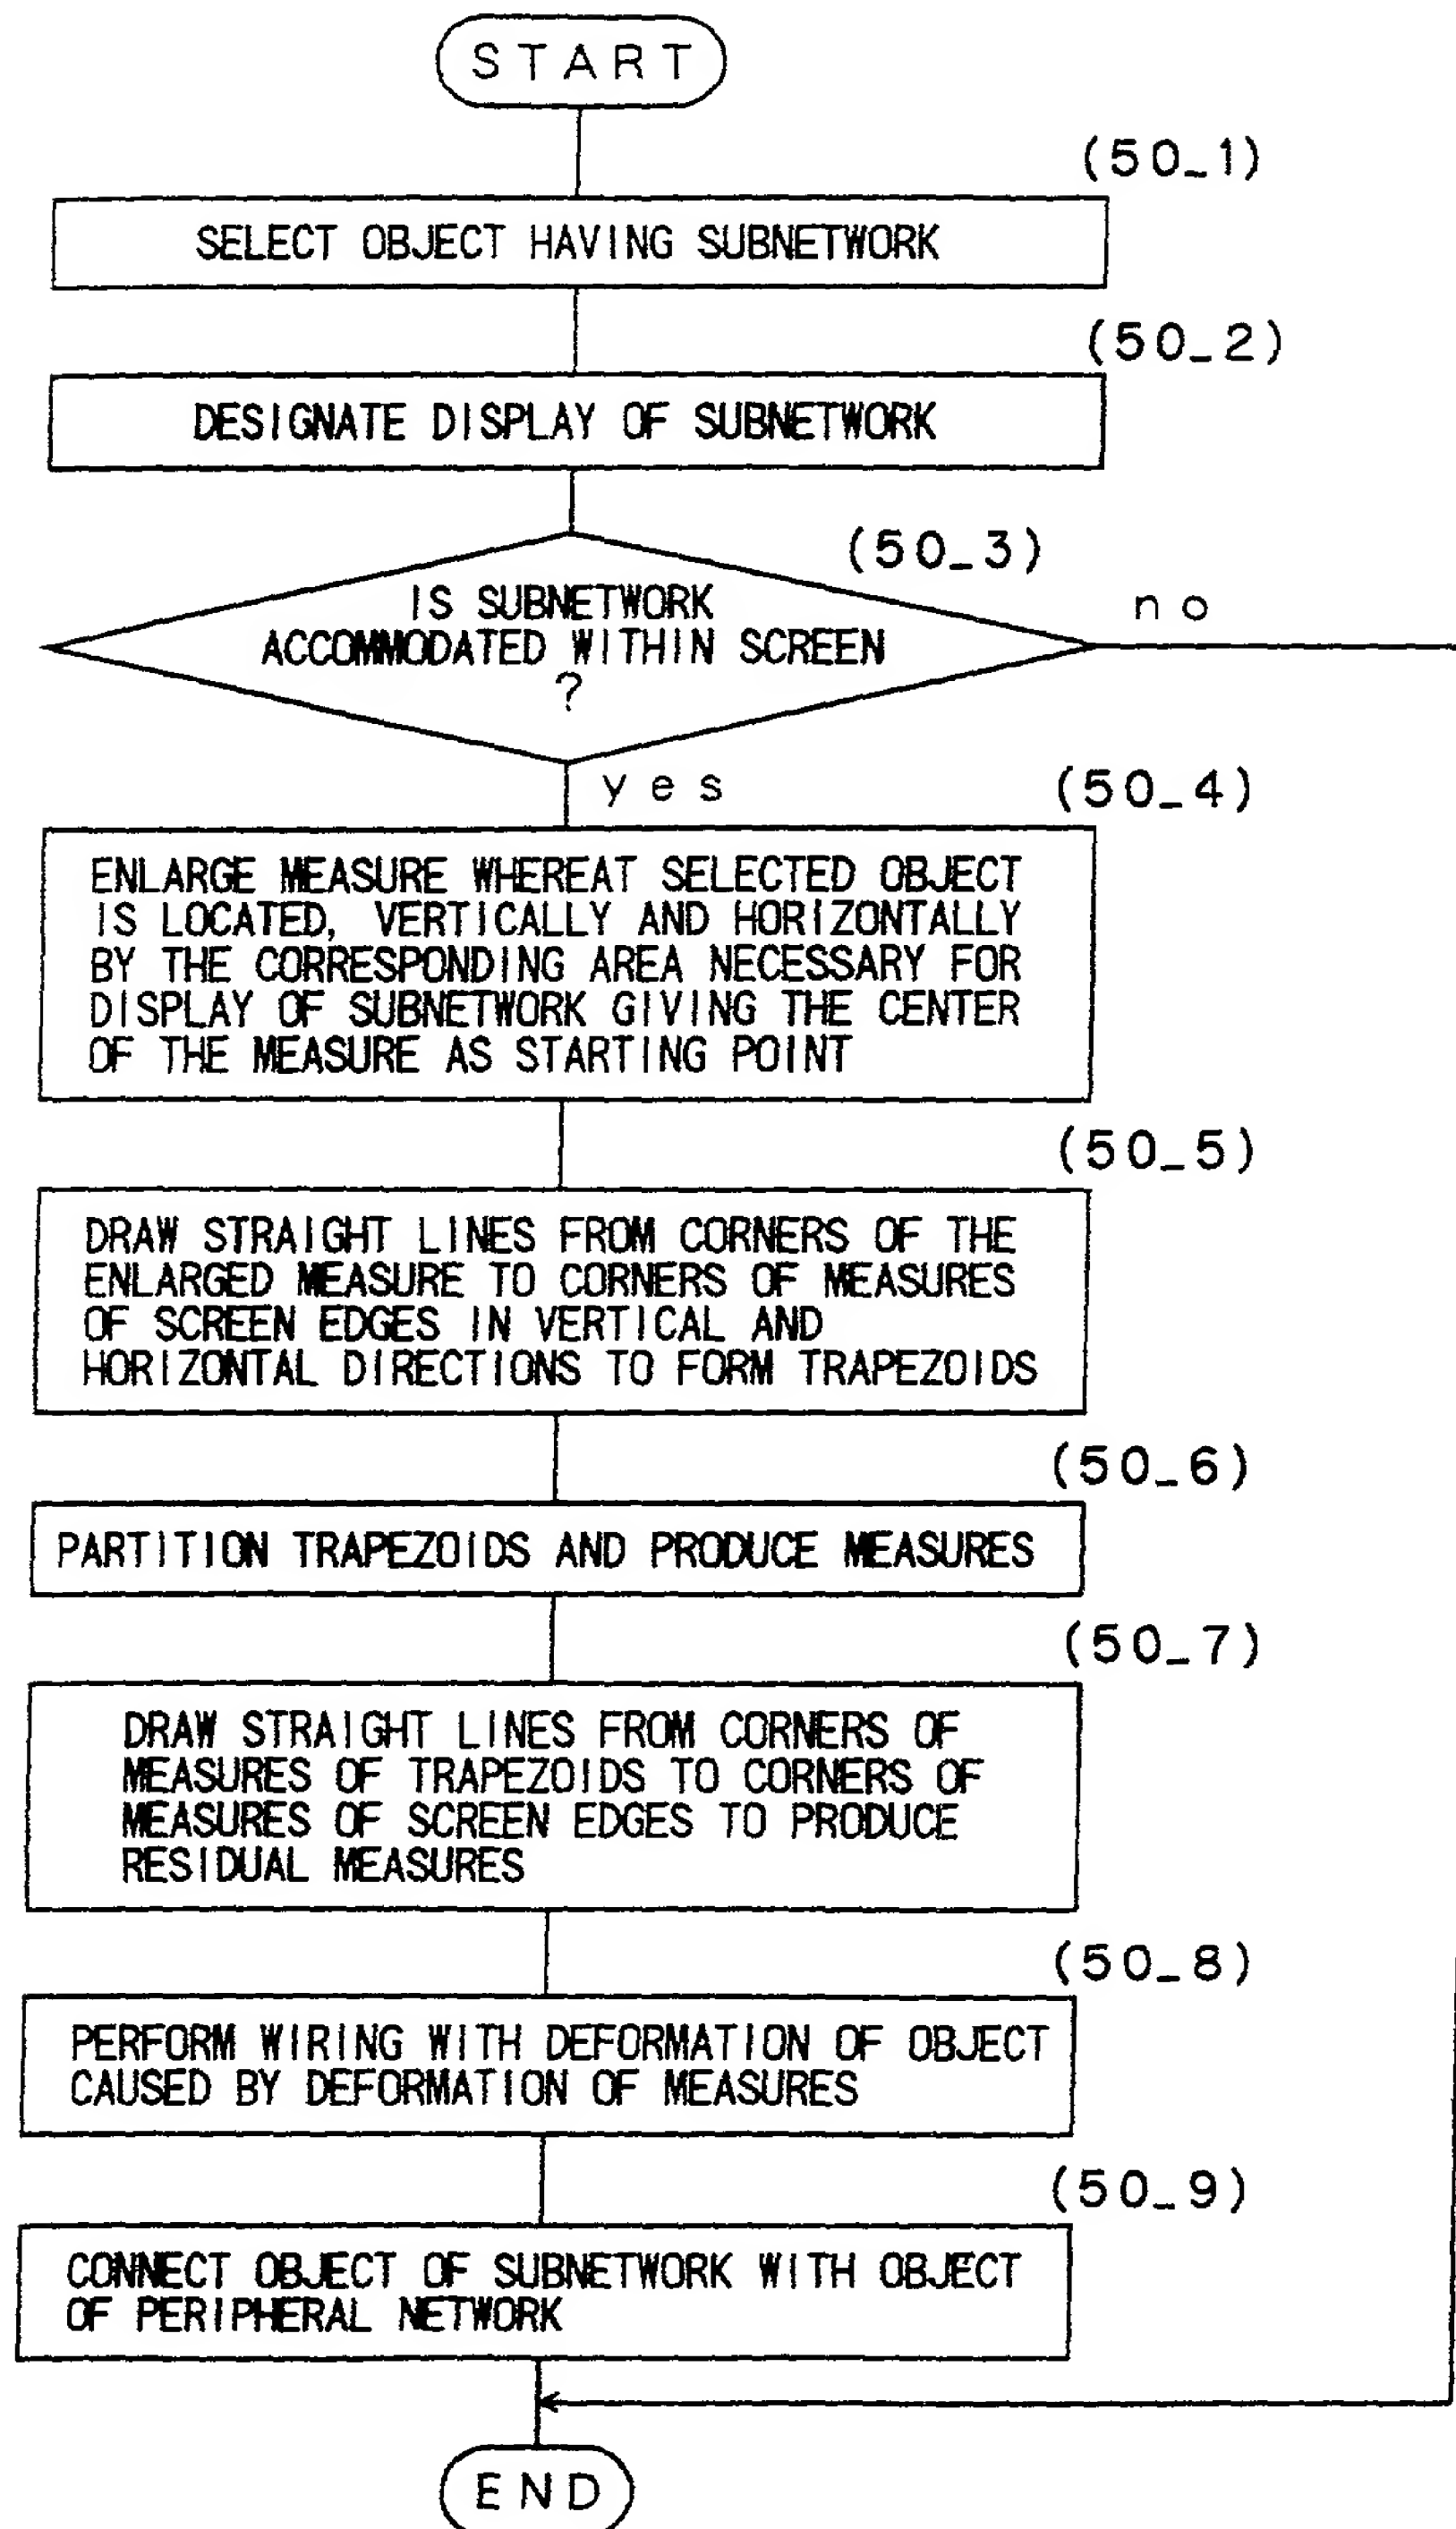 START
(50_1)
SELECT OBJECT HAVING SUBNETWORK
(50_2)
DESIGNATE DISPLAY OF SUBNETWORK
(50_3)
IS SUBNETWORK
ACCOMMODATED WITHIN SCREEN
?
no
yes
(50_4)
ENLARGE MEASURE WHEREAT SELECTED OBJECT
IS LOCATED, VERTICALLY AND HORIZONTALLY
BY THE CORRESPONDING AREA NECESSARY FOR
DISPLAY OF SUBNETWORK GIVING THE CENTER
OF THE MEASURE AS STARTING POINT
(50_5)
DRAW STRAIGHT LINES FROM CORNERS OF THE
ENLARGED MEASURE TO CORNERS OF MEASURES
OF SCREEN EDGES IN VERTICAL AND
HORIZONTAL DIRECTIONS TO FORM TRAPEZOIDS
(50_6)
PARTITION TRAPEZOIDS AND PRODUCE MEASURES
(50_7)
DRAW STRAIGHT LINES FROM CORNERS OF
MEASURES OF TRAPEZOIDS TO CORNERS OF
MEASURES OF SCREEN EDGES TO PRODUCE
RESIDUAL MEASURES
(50_8)
PERFORM WIRING WITH DEFORMATION OF OBJECT
CAUSED BY DEFORMATION OF MEASURES
(50_9)
CONNECT OBJECT OF SUBNETWORK WITH OBJECT
OF PERIPHERAL NETWORK
END